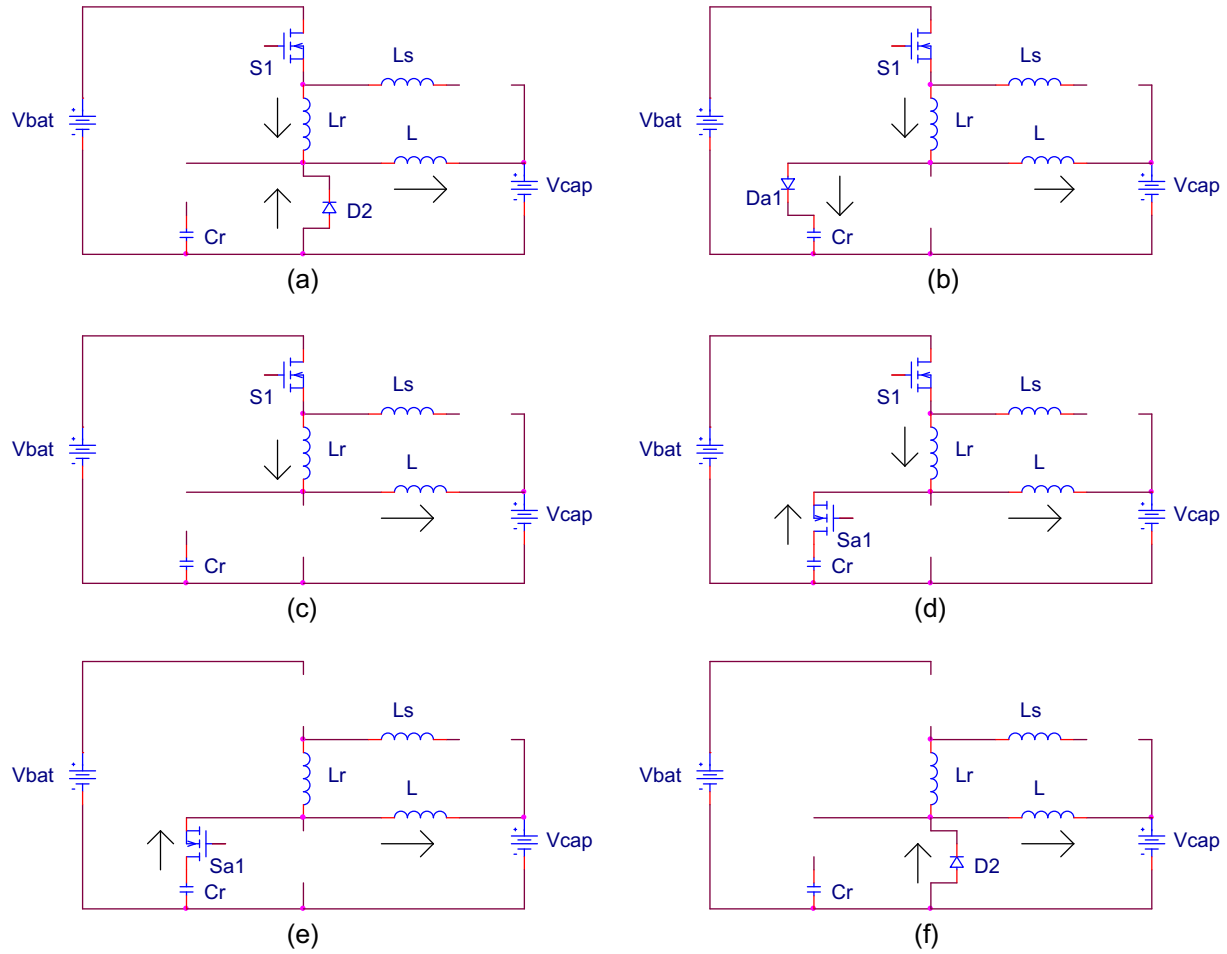 S1
Ls
Vbat
Lr
L
Vcap
D2
Cr
(a)
S1
Ls
Vbat
Lr
L
Vcap
Da1
Cr
(b)
S1
Ls
Vbat
Lr
L
Vcap
Cr
(c)
S1
Ls
Vbat
Lr
L
Vcap
Sa1
Cr
(d)
Ls
Vbat
Lr
L
Vcap
Sa1
Cr
(e)
Ls
Vbat
Lr
L
Vcap
D2
Cr
(f)